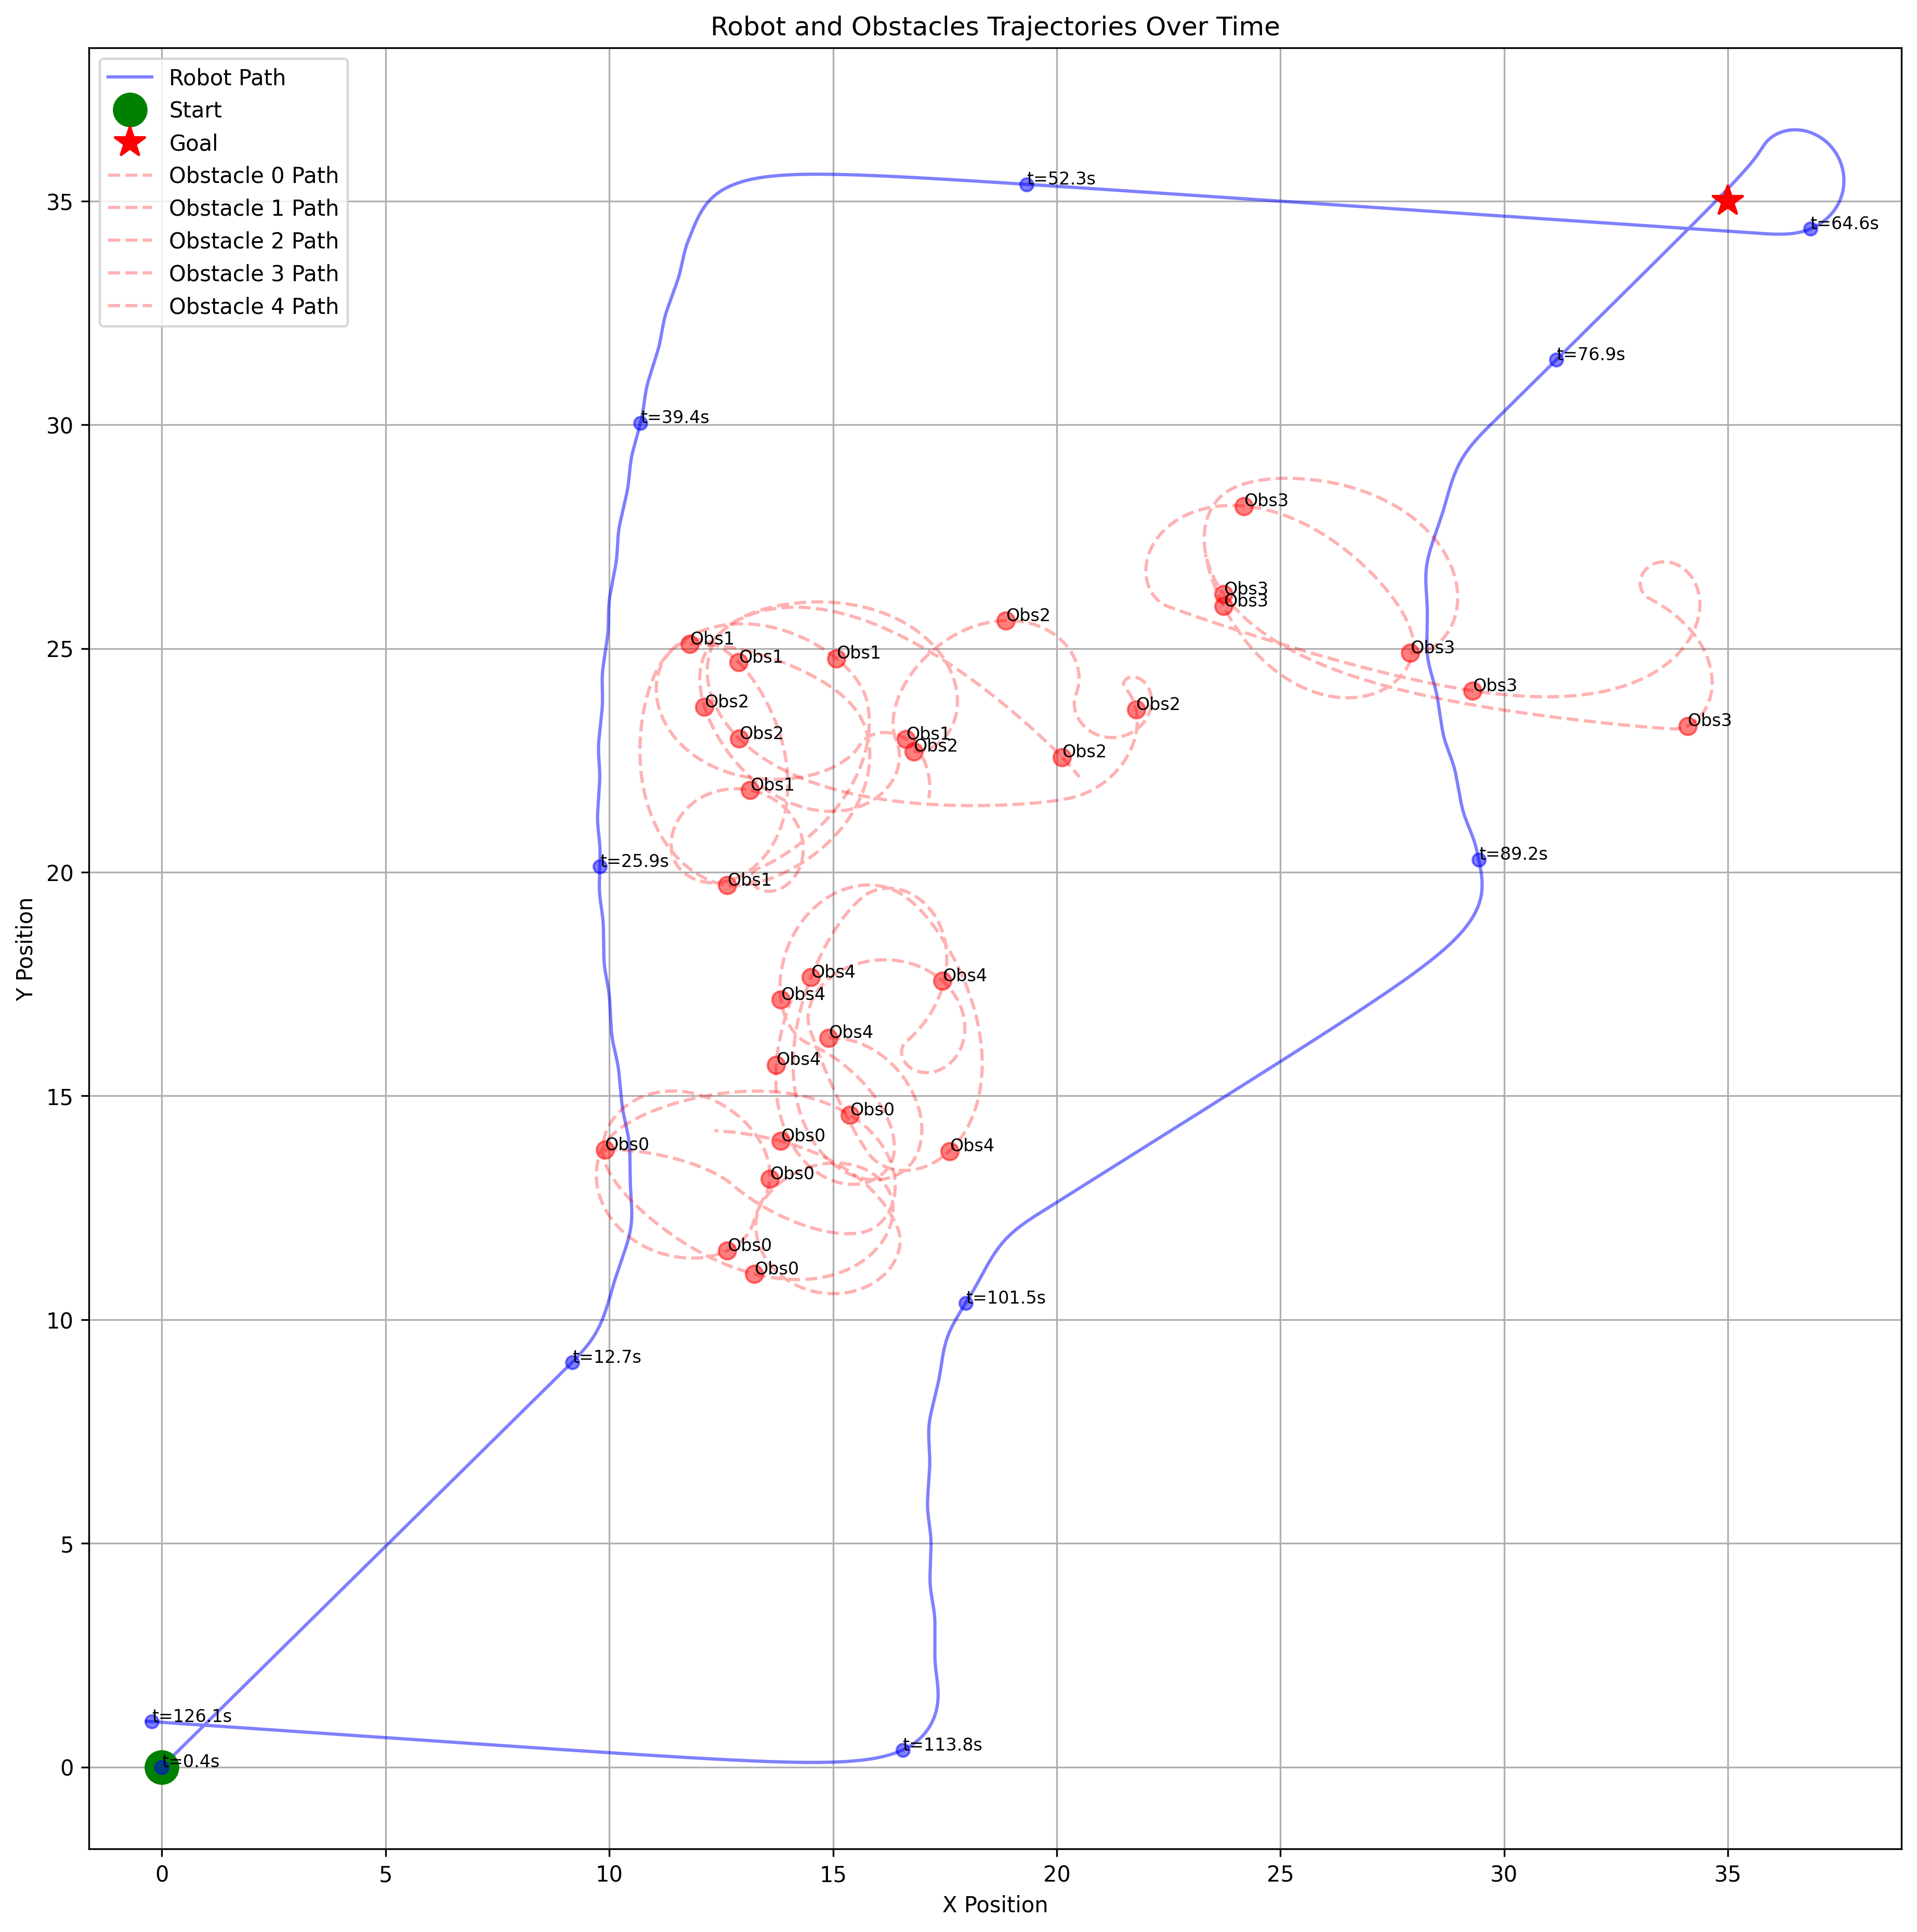 Robot and Obstacles Trajectories Over Time
Robot Path
Start
Goal
Obstacle 0 Path
Obstacle 1 Path
Obstacle 2 Path
Obstacle 3 Path
Obstacle 4 Path
35
30
25
20
15
10
5
0
Y Position
t=52.3s
t=64.6s
t=76.9s
t=39.4s
Obs3
Obs3
Obs3
Obs2
Obs1
Obs1
Obs1
Obs3
Obs3
Obs2
Obs2
Obs3
Obs2
Obs1
Obs2
Obs2
Obs1
t=25.9s
t=89.2s
Obs1
Obs4
Obs4
Obs4
Obs4
Obs4
Obs0
Obs0
Obs0
Obs4
Obs0
Obs0
Obs0
t=101.5s
t=12.7s
t=126.1s
t=113.8s
t=0.4s
0
5
10
15
20
25
30
35
X Position